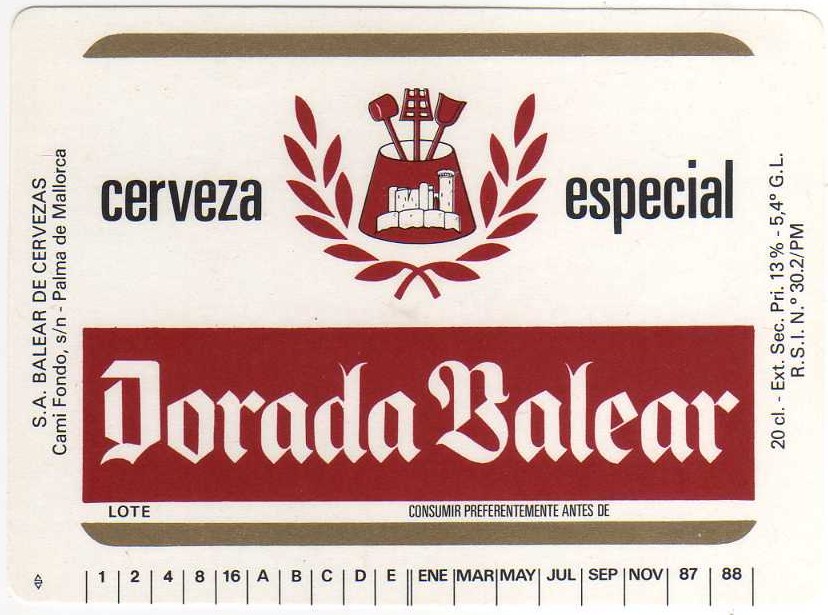 cerveza especial
Dorada Balear
LOTE CONSUMIR PREFERENTEMENTE ANTES DE
1 2 4 8 16 A B C D E ENE MAR MAY JUL SEP NOV 87 88
S.A. BALEAR DE CERVEZAS
Cami Fondo, s/n - Palma de Mallorca
20 cl. - Ext. Sec. Pri. 13% - 5,4° G.L.
R.S.I. N.° 30.2/PM